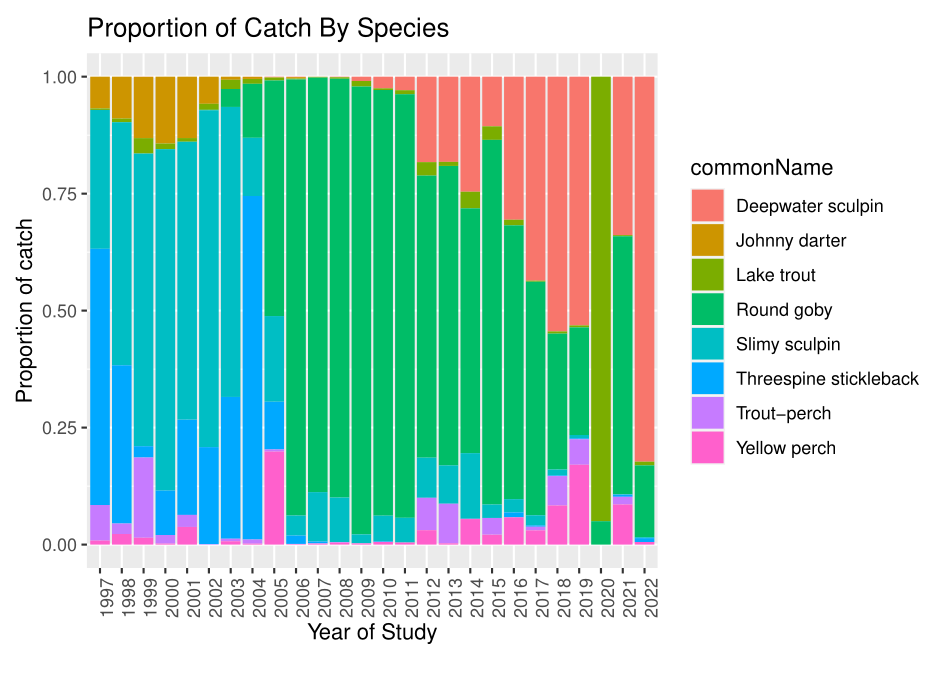 Proportion of Catch By Species
Proportion of catch
1.00
0.75
0.50
0.25
0.00
1997
1998
1999
2000
2001
2002
2003
2004
2005
2006
2007
2008
2009
2010
2011
2012
2013
2014
2015
2016
2017
2018
2019
2020
2021
2022
Year of Study
commonName
Deepwater sculpin
Johnny darter
Lake trout
Round goby
Slimy sculpin
Threespine stickleback
Trout−perch
Yellow perch